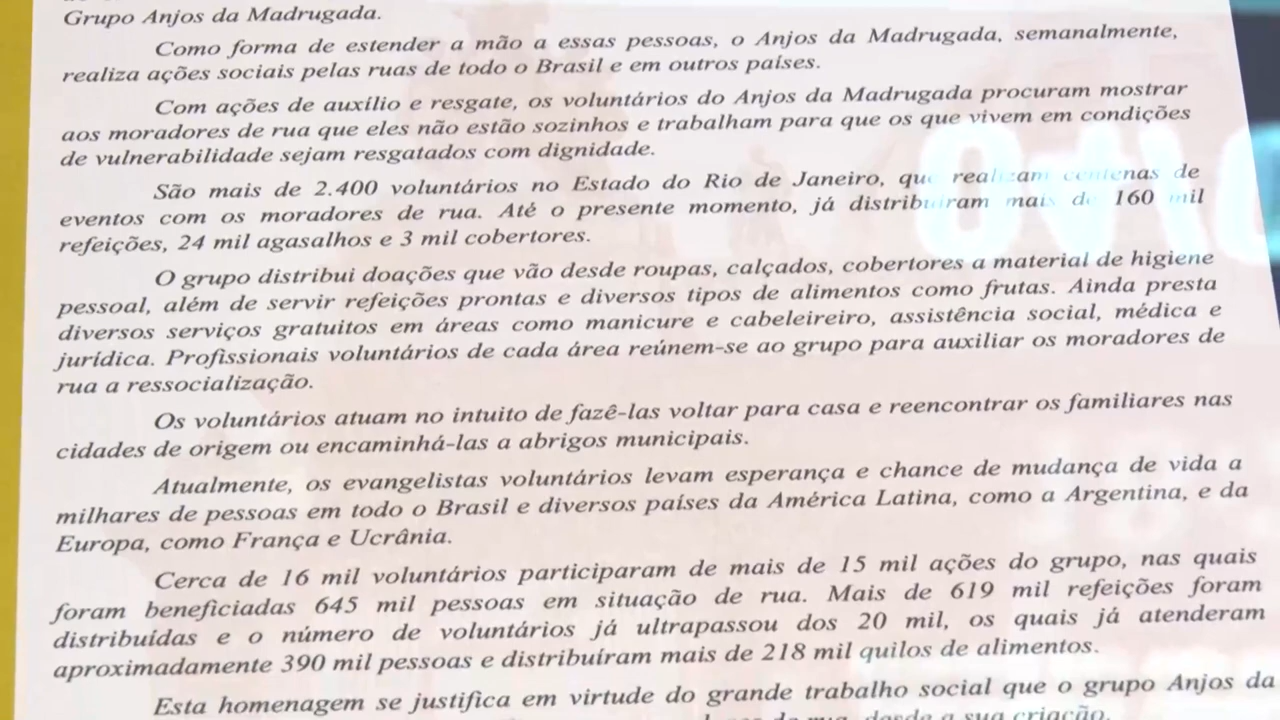 Grupo Anjos da Madrugada.
Como forma de estender a mão a essas pessoas, o Anjos da Madrugada, semanalmente,
realiza ações sociais pelas ruas de todo o Brasil e em outros países.
Com ações de auxílio e resgate, os voluntários do Anjos da Madrugada procuram mostrar
aos moradores de rua que eles não estão sozinhos e trabalham para que os que vivem em condições
de vulnerabilidade sejam resgatados com dignidade.
São mais de 2.400 voluntários no Estado do Rio de Janeiro, que realizam centenas de
eventos com os moradores de rua. Até o presente momento, já distribuíram mais de 160 mil
refeições, 24 mil agasalhos e 3 mil cobertores.
O grupo distribui doações que vão desde roupas, calçados, cobertores a material de higiene
pessoal, além de servir refeições prontas e diversos tipos de alimentos como frutas. Ainda presta
diversos serviços gratuitos em áreas como manicure e cabeleireiro, assistência social, médica e
jurídica. Profissionais voluntários de cada área reúnem-se ao grupo para auxiliar os moradores de
rua a ressocialização.
Os voluntários atuam no intuito de fazê-las voltar para casa e reencontrar os familiares nas
cidades de origem ou encaminhá-las a abrigos municipais.
Atualmente, os evangelistas voluntários levam esperança e chance de mudança de vida a
milhares de pessoas em todo o Brasil e diversos países da América Latina, como a Argentina, e da
Europa, como França e Ucrânia.
Cerca de 16 mil voluntários participaram de mais de 15 mil ações do grupo, nas quais
foram beneficiadas 645 mil pessoas em situação de rua. Mais de 619 mil refeições foram
distribuídas e o número de voluntários já ultrapassou dos 20 mil, os quais já atenderam
aproximadamente 390 mil pessoas e distribuíram mais de 218 mil quilos de alimentos.
Esta homenagem se justifica em virtude do grande trabalho social que o grupo Anjos da
de rua, desde a sua criação.